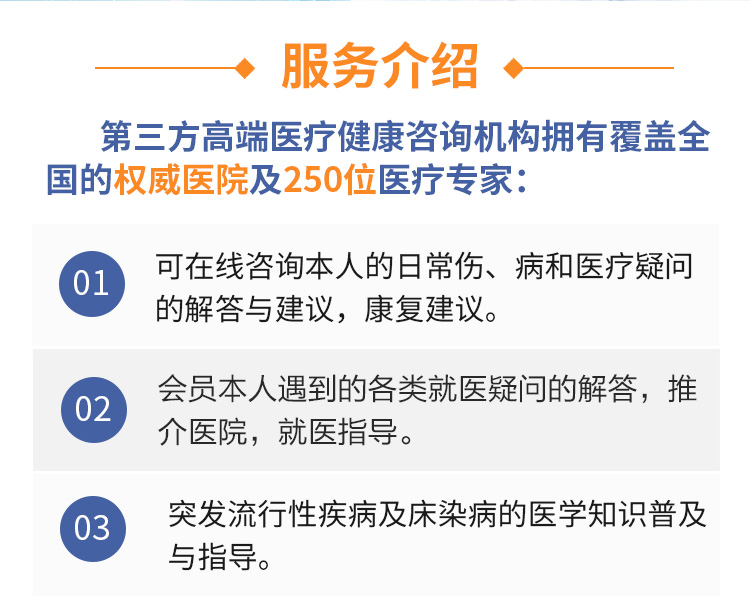 服务介绍
第三方高端医疗健康咨询机构拥有覆盖全
国的权威医院及250位医疗专家：
01
可在线咨询本人的日常伤、病和医疗疑问
的解答与建议，康复建议。
02
会员本人遇到的各类就医疑问的解答，推
介医院，就医指导。
03
突发流行性疾病及床染病的医学知识普及
与指导。